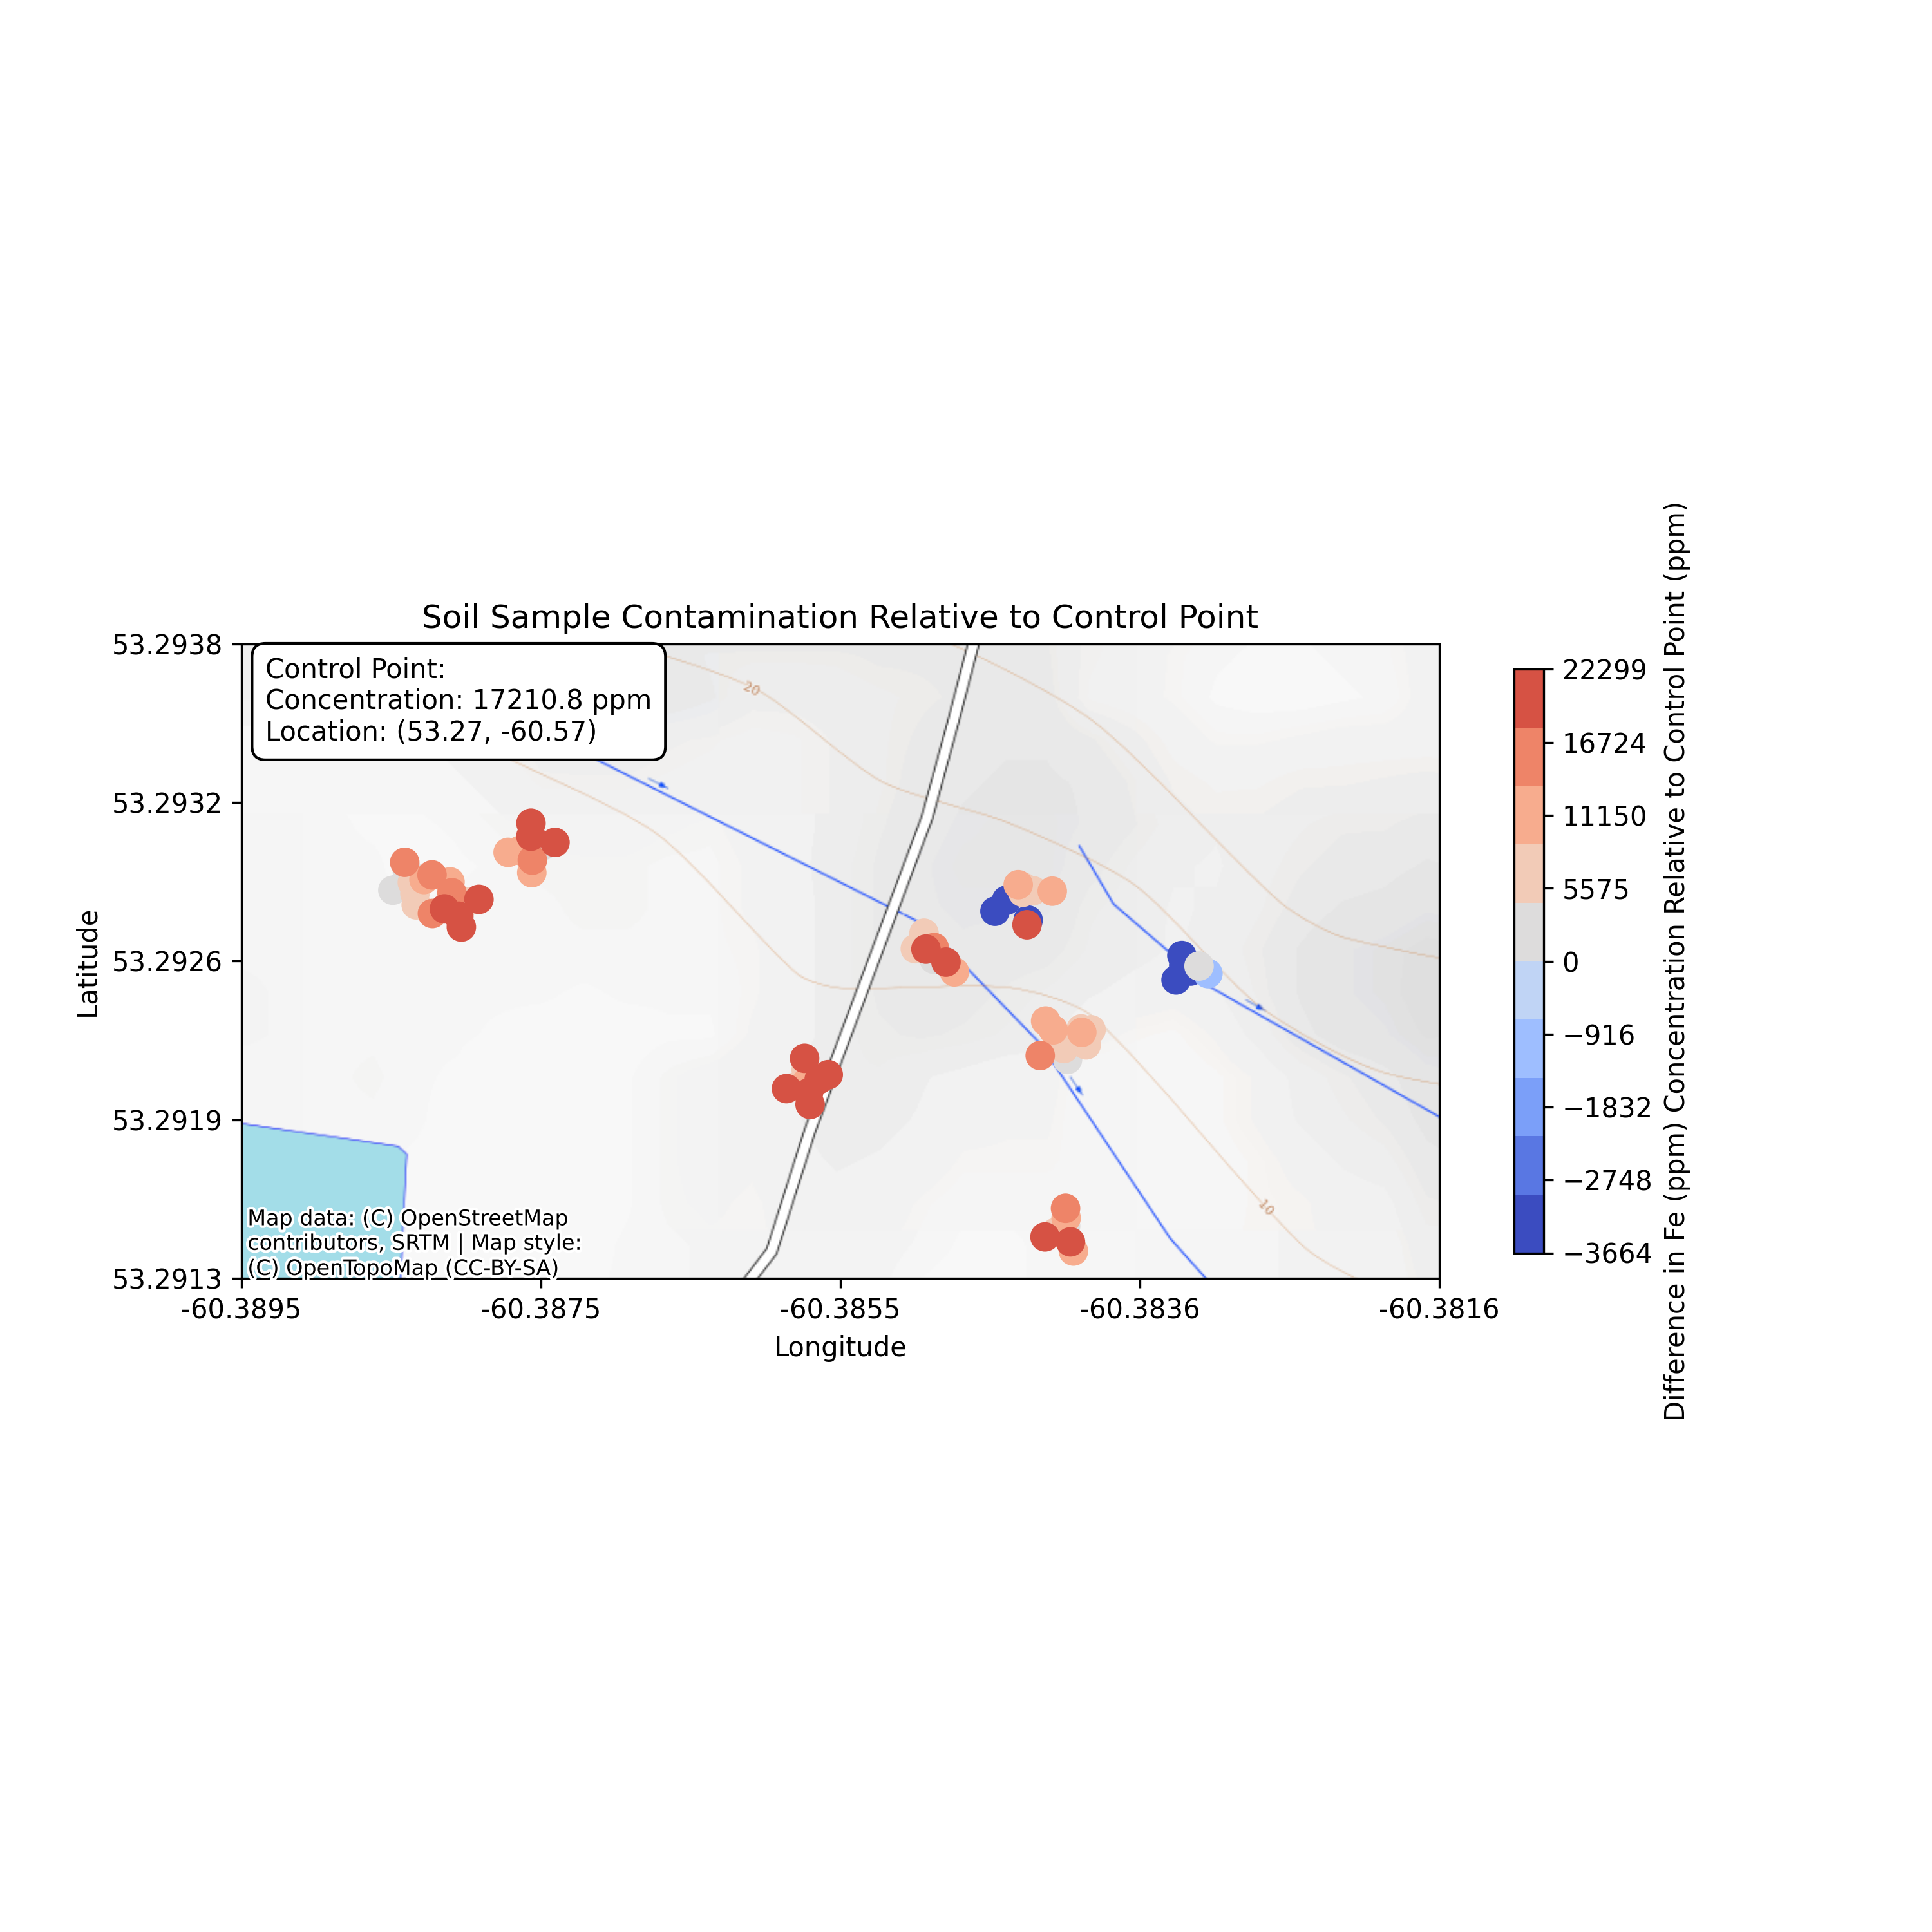 Soil Sample Contamination Relative to Control Point
53.2938
53.2932
53.2926
53.2919
53.2913
Latitude
Control Point:
Concentration: 17210.8 ppm
Location: (53.27, -60.57)
20
10
Map data: (C) OpenStreetMap
contributors, SRTM | Map style:
(C) OpenTopoMap (CC-BY-SA)
-60.3895
-60.3875
-60.3855
-60.3836
-60.3816
Longitude
22299
16724
11150
5575
0
−916
−1832
−2748
−3664
Difference in Fe (ppm) Concentration Relative to Control Point (ppm)